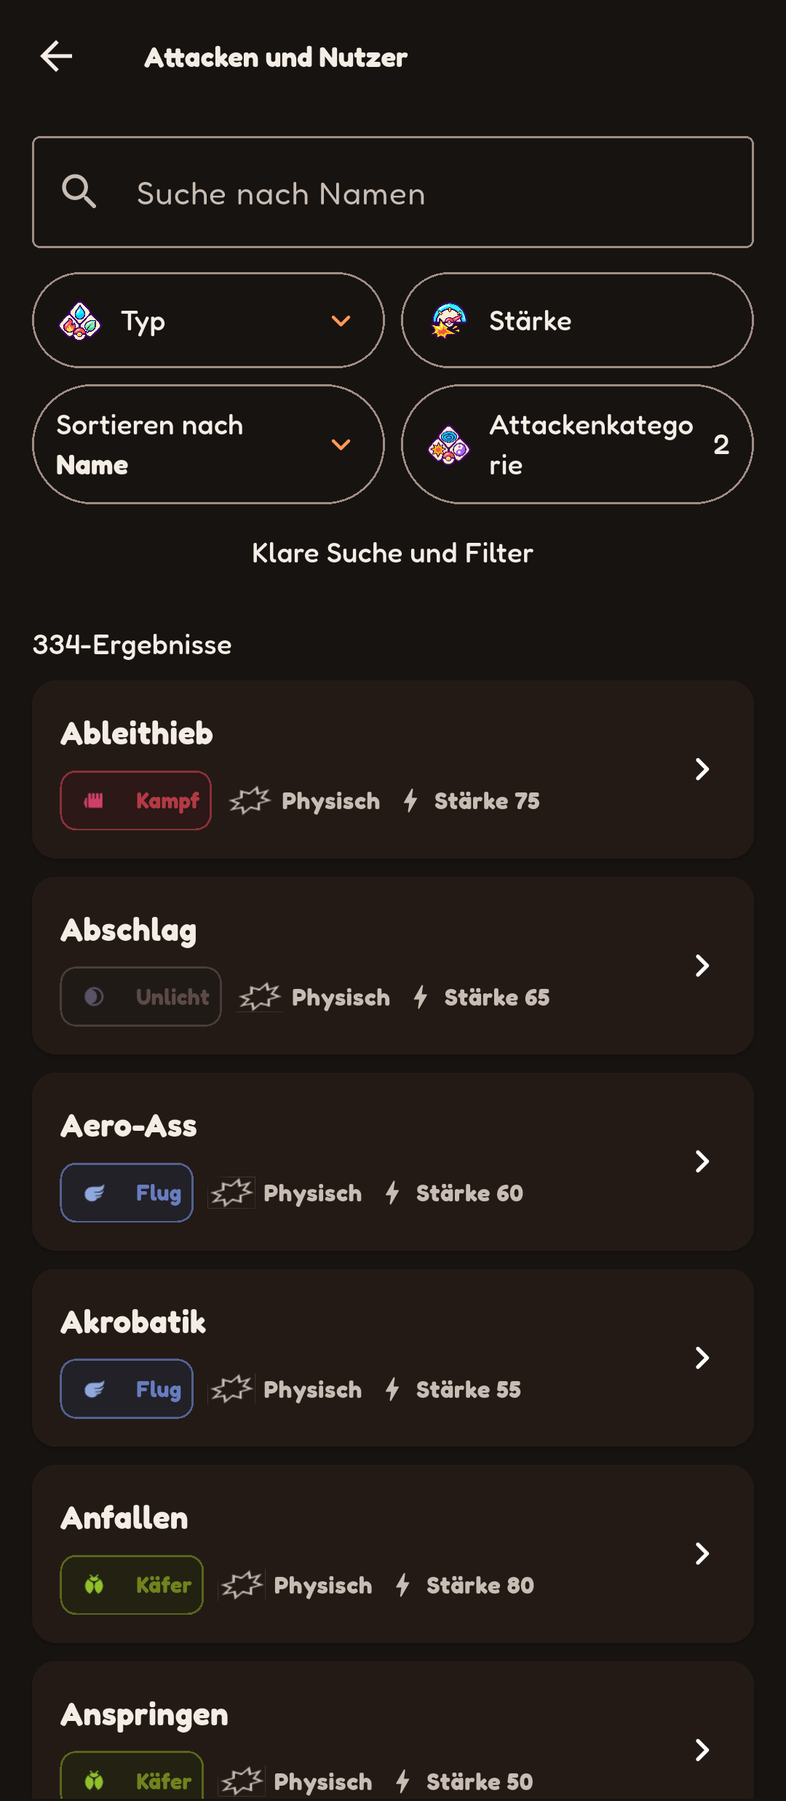 Attacken und Nutzer
Suche nach Namen
Typ
Stärke
Sortieren nach
Name
Attackenkatego
rie
2
Klare Suche und Filter
334-Ergebnisse
Ableithieb
Kampf Physisch Stärke 75
Abschlag
Unlicht Physisch Stärke 65
Aero-Ass
Flug Physisch Stärke 60
Akrobatik
Flug Physisch Stärke 55
Anfallen
Käfer Physisch Stärke 80
Anspringen
Käfer Physisch Stärke 50